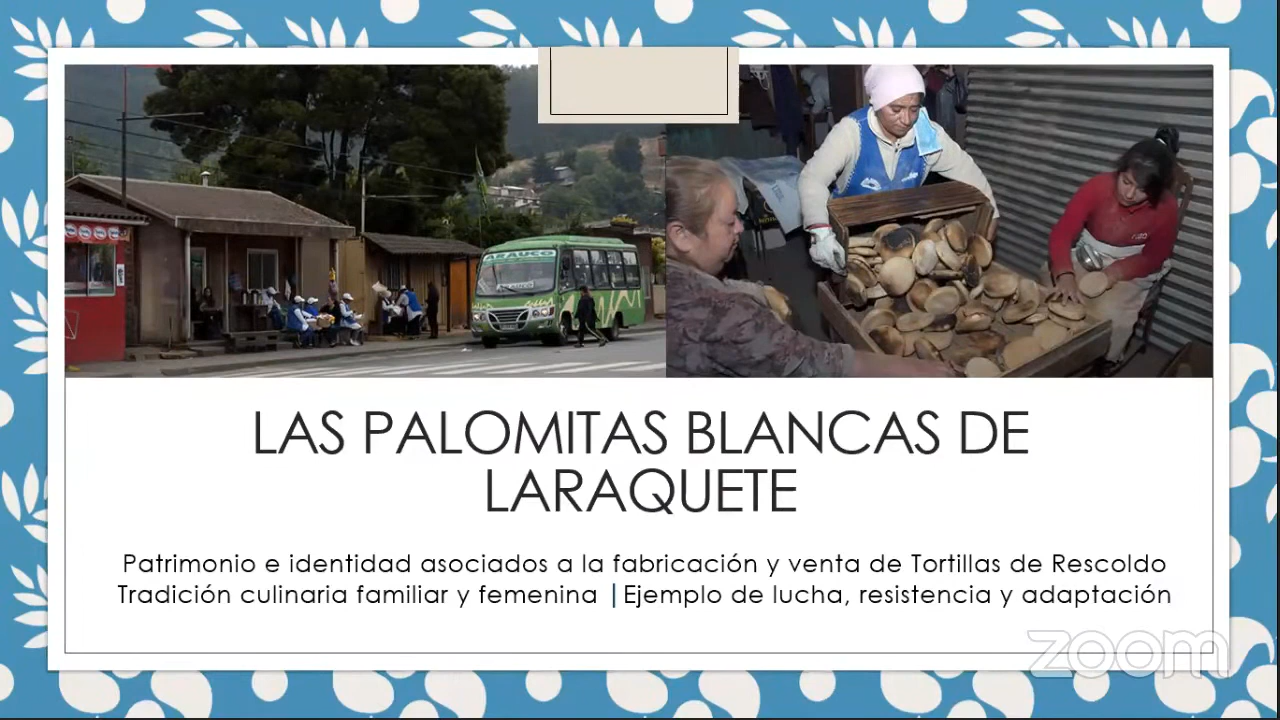 ARAUCO
LAS PALOMITAS BLANCAS DE
LARAQUETE
Patrimonio e identidad asociados a la fabricación y venta de Tortillas de Rescoldo
Tradición culinaria familiar y femenina |Ejemplo de lucha, resistencia y adaptación
zoom